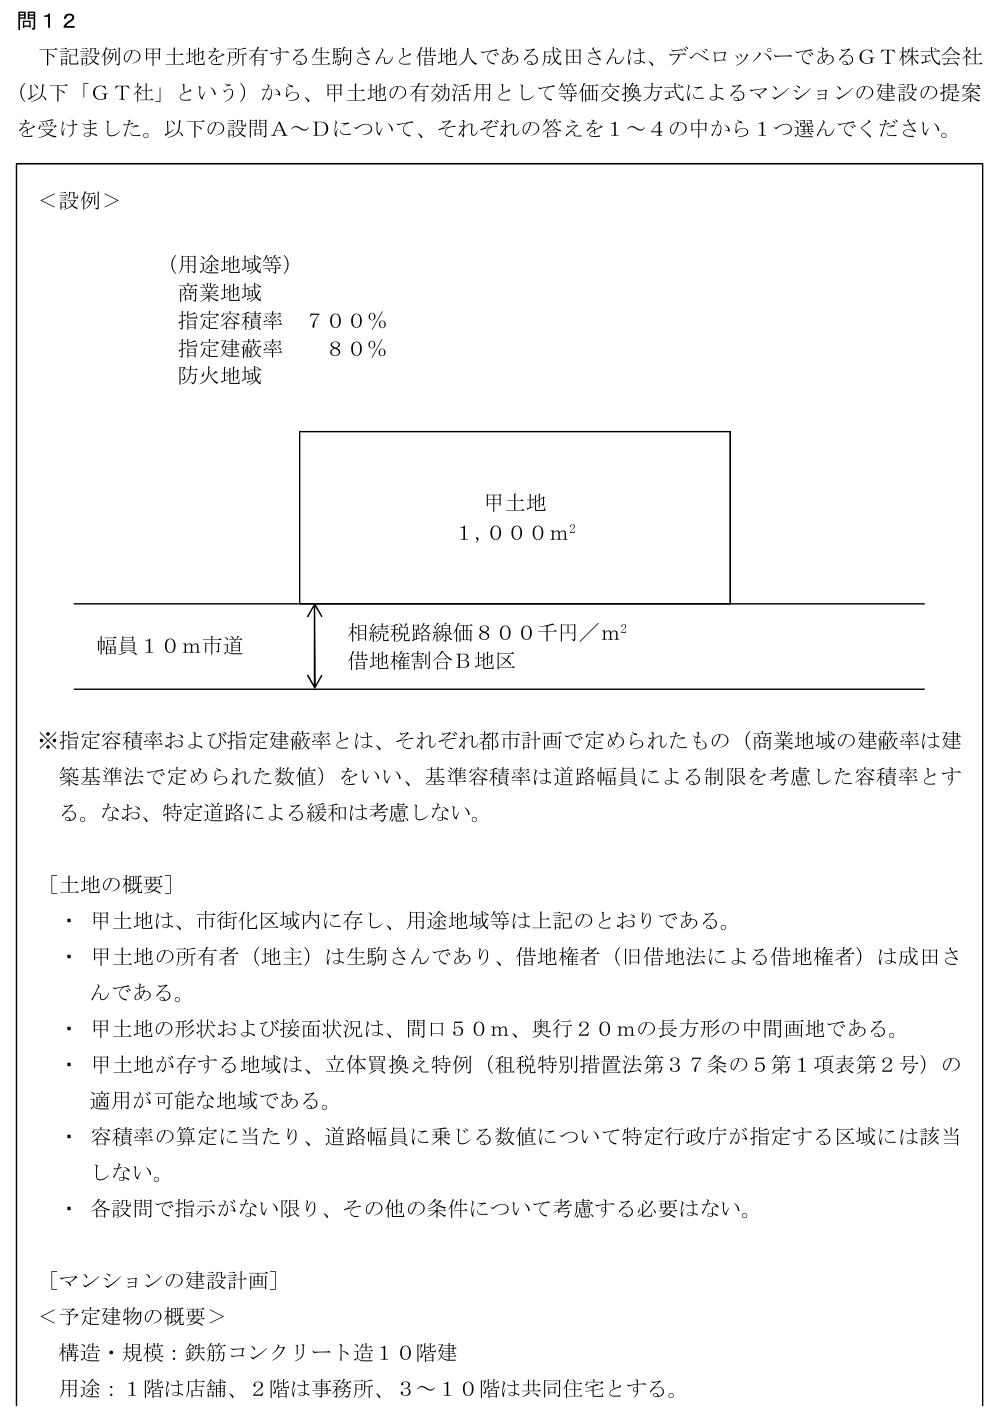 問１２
下記設例の甲土地を所有する生駒さんと借地人である成田さんは、デベロッパーであるＧＴ株式会社
（以下「ＧＴ社」という）から、甲土地の有効活用として等価交換方式によるマンションの建設の提案
を受けました。以下の設問Ａ～Ｄについて、それぞれの答えを１～４の中から１つ選んでください。
＜設例＞
（用途地域等）
商業地域
指定容積率　７００％
指定建蔽率　　８０％
防火地域
甲土地
１，０００m²
幅員１０m市道
相続税路線価８００千円／m²
借地権割合Ｂ地区
※指定容積率および指定建蔽率とは、それぞれ都市計画で定められたもの（商業地域の建蔽率は建
築基準法で定められた数値）をいい、基準容積率は道路幅員による制限を考慮した容積率とす
る。なお、特定道路による緩和は考慮しない。
［土地の概要］
・ 甲土地は、市街化区域内に存し、用途地域等は上記のとおりである。
・ 甲土地の所有者（地主）は生駒さんであり、借地権者（旧借地法による借地権者）は成田さ
んである。
・ 甲土地の形状および接面状況は、間口５０m、奥行２０mの長方形の中間画地である。
・ 甲土地が存する地域は、立体買換え特例（租税特別措置法第３７条の５第１項表第２号）の
適用が可能な地域である。
・ 容積率の算定に当たり、道路幅員に乗じる数値について特定行政庁が指定する区域には該当
しない。
・ 各設問で指示がない限り、その他の条件について考慮する必要はない。
［マンションの建設計画］
＜予定建物の概要＞
構造・規模：鉄筋コンクリート造１０階建
用途：１階は店舗、２階は事務所、３～１０階は共同住宅とする。